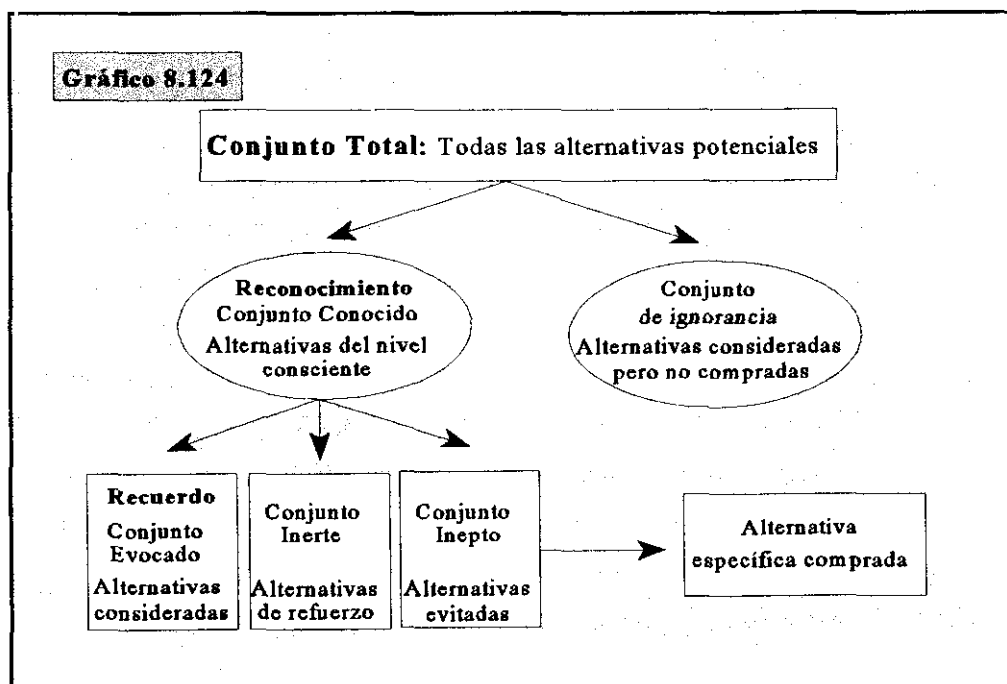 Gráfico 8.124
Conjunto Total: Todas las alternativas potenciales
Reconocimiento
Conjunto Conocido
Alternativas del nivel
consciente
Conjunto
de ignorancia
Alternativas consideradas
pero no compradas
Recuerdo
Conjunto
Evocado
Alternativas
consideradas
Conjunto
Inerte
Alternativas
de refuerzo
Conjunto
Inepto
Alternativas
evitadas
Alternativa
específica comprada